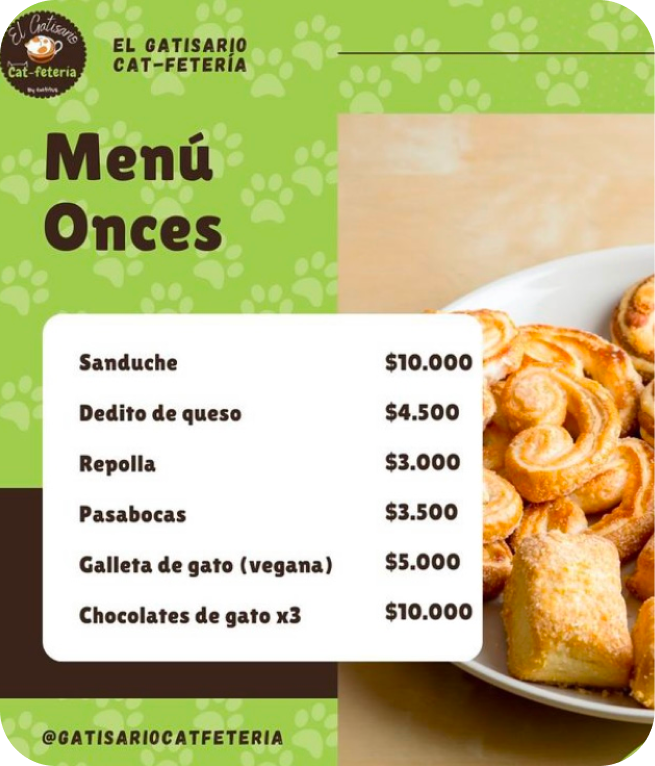 El Gatisario
Cat-fetería
EL GATISARIO
CAT-FETERÍA
Menú
Onces
Sanduche $10.000
Dedito de queso $4.500
Repolla $3.000
Pasabocas $3.500
Galleta de gato (vegana) $5.000
Chocolates de gato x3 $10.000
@GATISARIOCATFETERIA